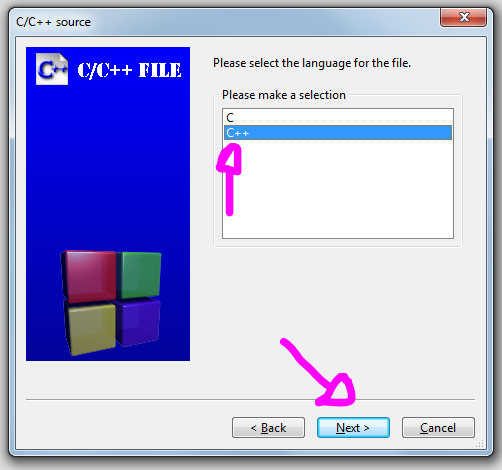 C/C++ source
C++
C/C++ FILE
Please select the language for the file.
Please make a selection
C
C++
< Back
Next >
Cancel